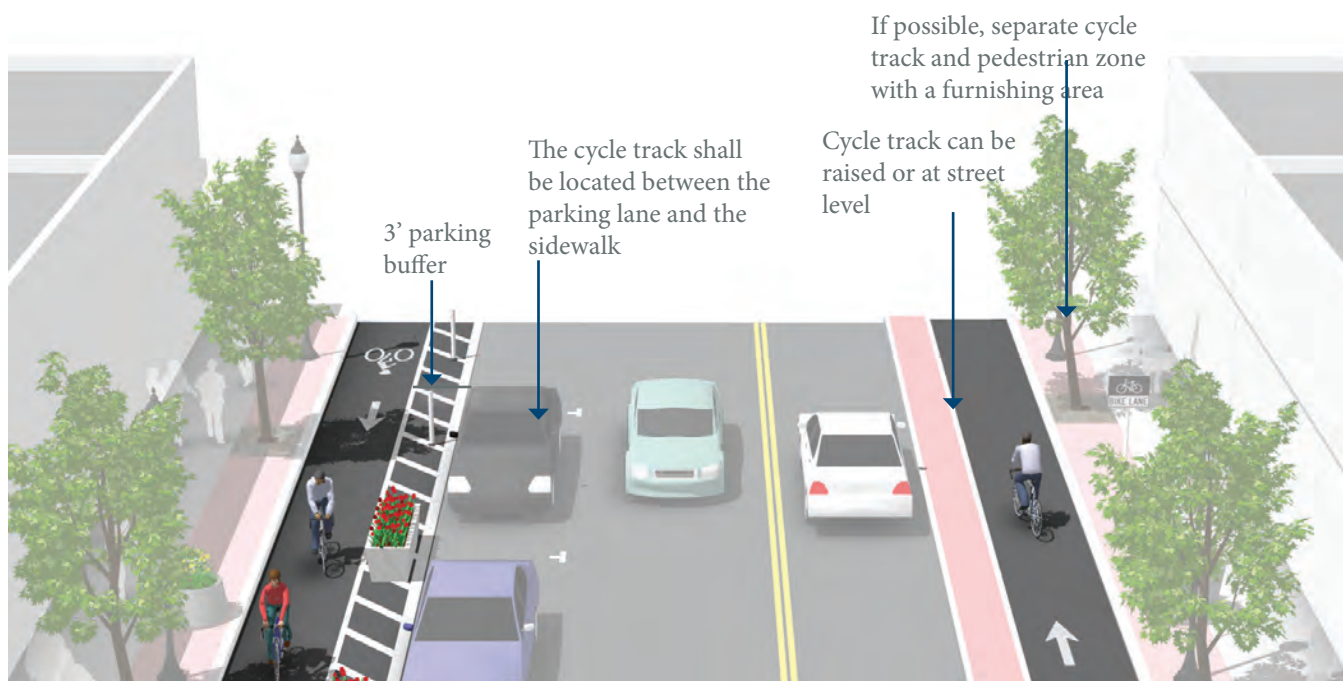 If possible, separate cycle
track and pedestrian zone
with a furnishing area
The cycle track shall
be located between the
parking lane and the
sidewalk
Cycle track can be
raised or at street
level
3’ parking
buffer
BIKE LANE